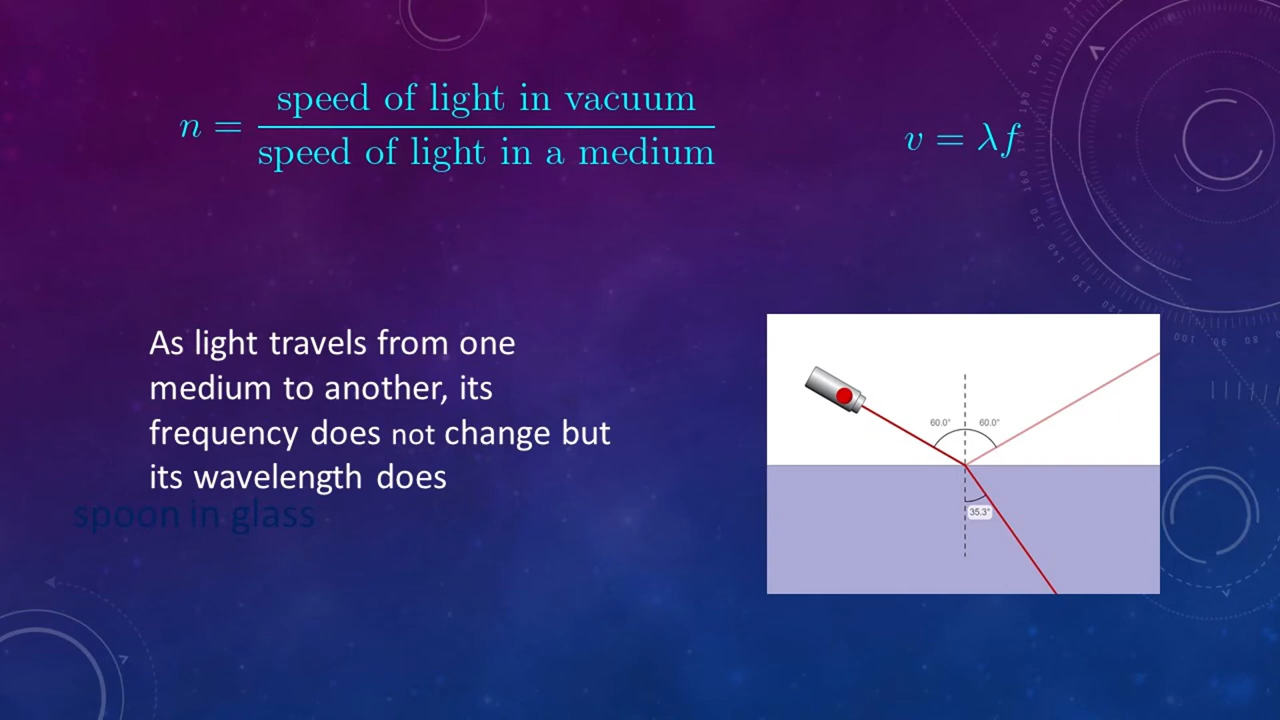 n = speed of light in vacuum / speed of light in a medium
v = λf
As light travels from one
medium to another, its
frequency does not change but
its wavelength does
spoon in glass
60.0° 60.0°
35.3°